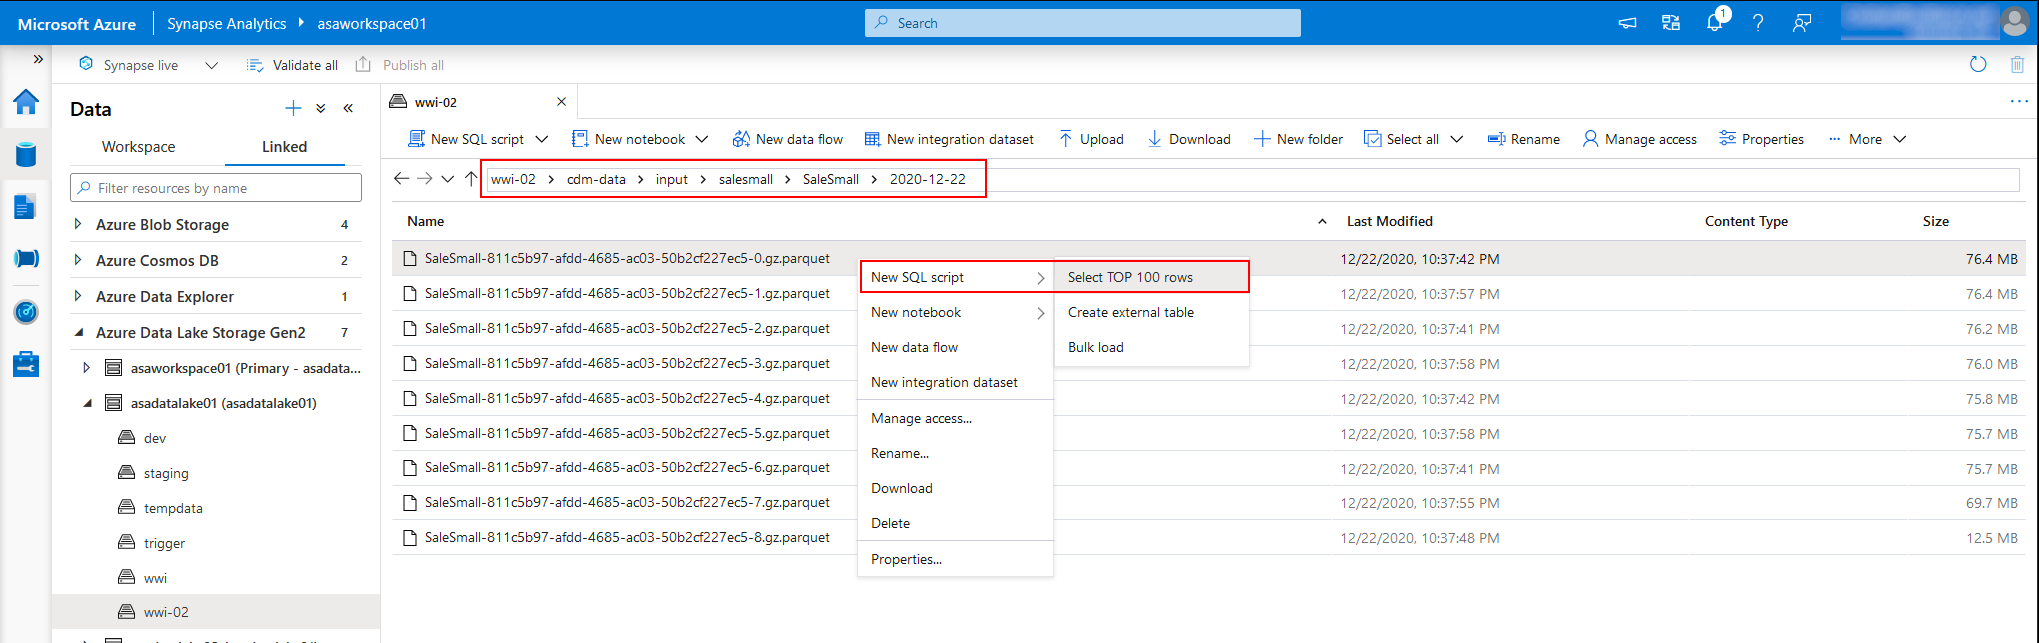 Microsoft Azure Synapse Analytics asaworkspace01 Search 1
Synapse live Validate all Publish all
Data
Workspace Linked
Filter resources by name
Azure Blob Storage 4
Azure Cosmos DB 2
Azure Data Explorer 1
Azure Data Lake Storage Gen2 7
asaworkspace01 (Primary - asadata...
asadatalake01 (asadatalake01)
dev
staging
tempdata
trigger
wwi
wwi-02
wwi-02
New SQL script New notebook New data flow New integration dataset Upload Download New folder Select all Rename Manage access Properties More
wwi-02 cdm-data input salesmall SaleSmall 2020-12-22
Name Last Modified Content Type Size
SaleSmall-811c5b97-afdd-4685-ac03-50b2cf227ec5-0.gz.parquet 12/22/2020, 10:37:42 PM 76.4 MB
SaleSmall-811c5b97-afdd-4685-ac03-50b2cf227ec5-1.gz.parquet 12/22/2020, 10:37:57 PM 76.4 MB
SaleSmall-811c5b97-afdd-4685-ac03-50b2cf227ec5-2.gz.parquet 12/22/2020, 10:37:41 PM 76.2 MB
SaleSmall-811c5b97-afdd-4685-ac03-50b2cf227ec5-3.gz.parquet 12/22/2020, 10:37:58 PM 76.0 MB
SaleSmall-811c5b97-afdd-4685-ac03-50b2cf227ec5-4.gz.parquet 12/22/2020, 10:37:42 PM 75.8 MB
SaleSmall-811c5b97-afdd-4685-ac03-50b2cf227ec5-5.gz.parquet 12/22/2020, 10:37:58 PM 75.7 MB
SaleSmall-811c5b97-afdd-4685-ac03-50b2cf227ec5-6.gz.parquet 12/22/2020, 10:37:41 PM 75.7 MB
SaleSmall-811c5b97-afdd-4685-ac03-50b2cf227ec5-7.gz.parquet 12/22/2020, 10:37:55 PM 69.7 MB
SaleSmall-811c5b97-afdd-4685-ac03-50b2cf227ec5-8.gz.parquet 12/22/2020, 10:37:48 PM 12.5 MB
New SQL script
New notebook
New data flow
New integration dataset
Manage access...
Rename...
Download
Delete
Properties...
Select TOP 100 rows
Create external table
Bulk load